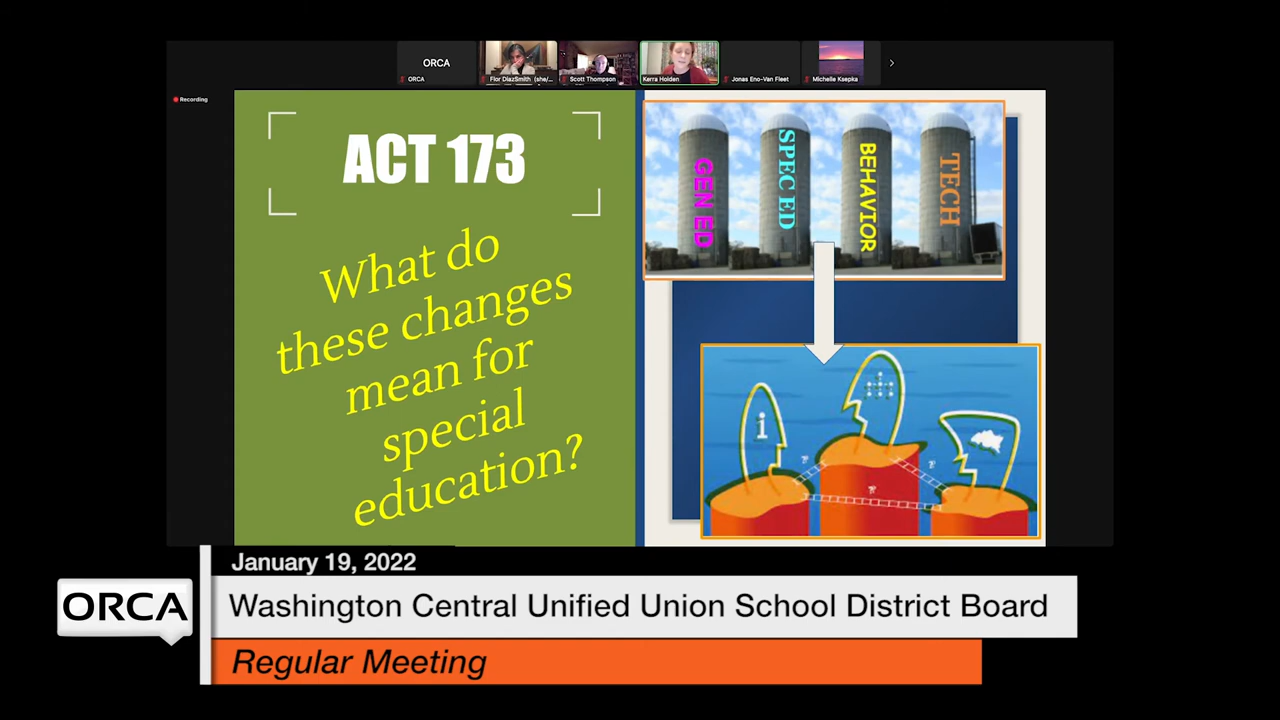 ORCA
ORCA
Flor DiazSmith (she/...
Scott Thompson
Kerra Holden
Jonas Eno-Van Fleet
Michelle Ksepka
Recording
ACT 173
What do
these changes
mean for
special
education?
GEN ED
SPEC ED
BEHAVIOR
TECH
i
January 19, 2022
ORCA
Washington Central Unified Union School District Board
Regular Meeting